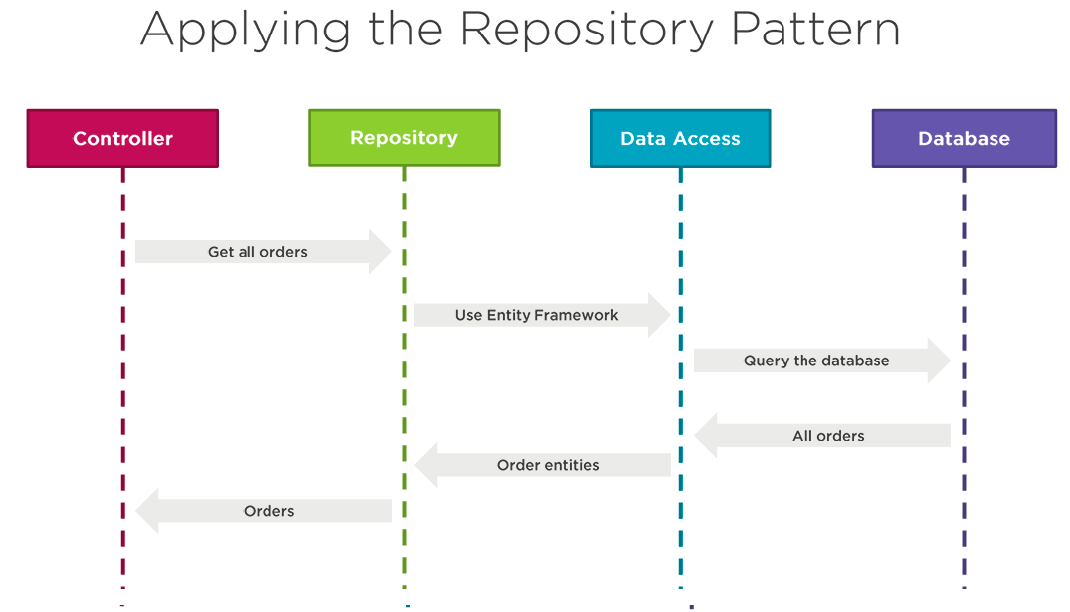 Applying the Repository Pattern
Controller
Repository
Data Access
Database
Get all orders
Use Entity Framework
Query the database
All orders
Order entities
Orders